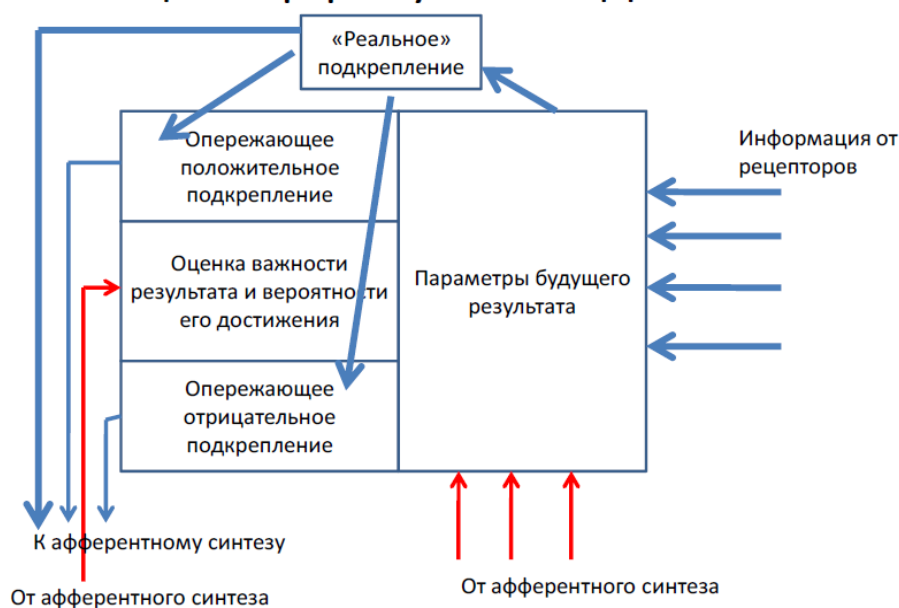 «Реальное»
подкрепление
Опережающее
положительное
подкрепление
Информация от
рецепторов
Оценка важности
результата и вероятности
его достижения
Параметры будущего
результата
Опережающее
отрицательное
подкрепление
К афферентному синтезу
От афферентного синтеза
От афферентного синтеза